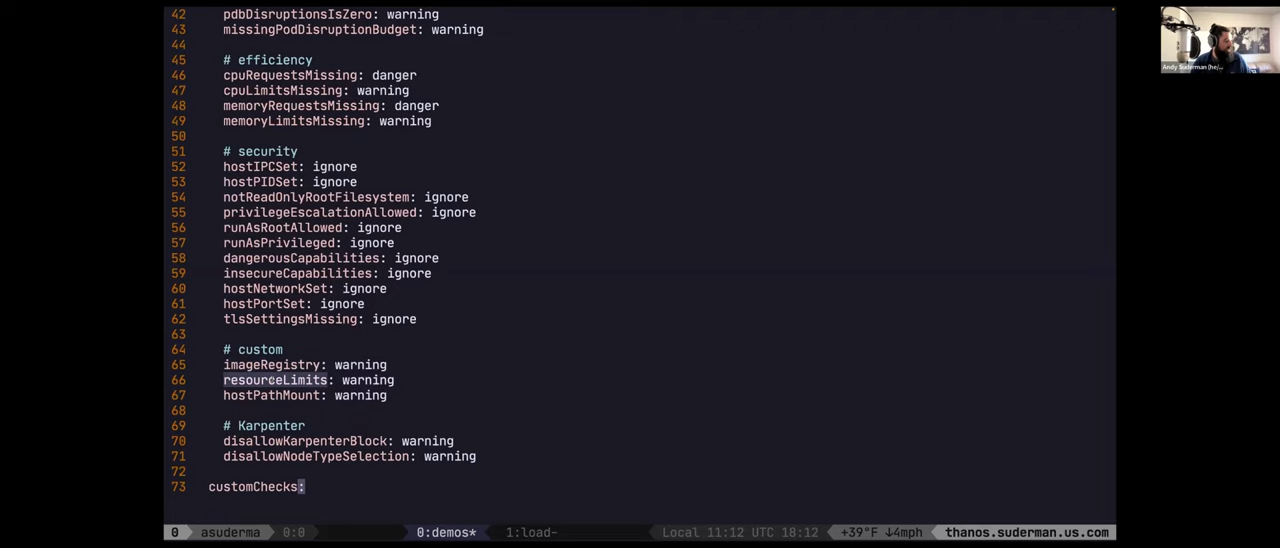 42 pdbDisruptionsIsZero: warning
43 missingPodDisruptionBudget: warning
44
45 # efficiency
46 cpuRequestsMissing: danger
47 cpuLimitsMissing: warning
48 memoryRequestsMissing: danger
49 memoryLimitsMissing: warning
50
51 # security
52 hostIPCSet: ignore
53 hostPIDSet: ignore
54 notReadOnlyRootFilesystem: ignore
55 privilegeEscalationAllowed: ignore
56 runAsRootAllowed: ignore
57 runAsPrivileged: ignore
58 dangerousCapabilities: ignore
59 insecureCapabilities: ignore
60 hostNetworkSet: ignore
61 hostPortSet: ignore
62 tlsSettingsMissing: ignore
63
64 # custom
65 imageRegistry: warning
66 resourceLimits: warning
67 hostPathMount: warning
68
69 # Karpenter
70 disallowKarpenterBlock: warning
71 disallowNodeTypeSelection: warning
72
73 customChecks:
0 asuderma 0:0 0:demos* 1:load- Local 11:12 UTC 18:12 +39°F ↓4mph thanos.suderman.us.com
Andy Suderman (he/...